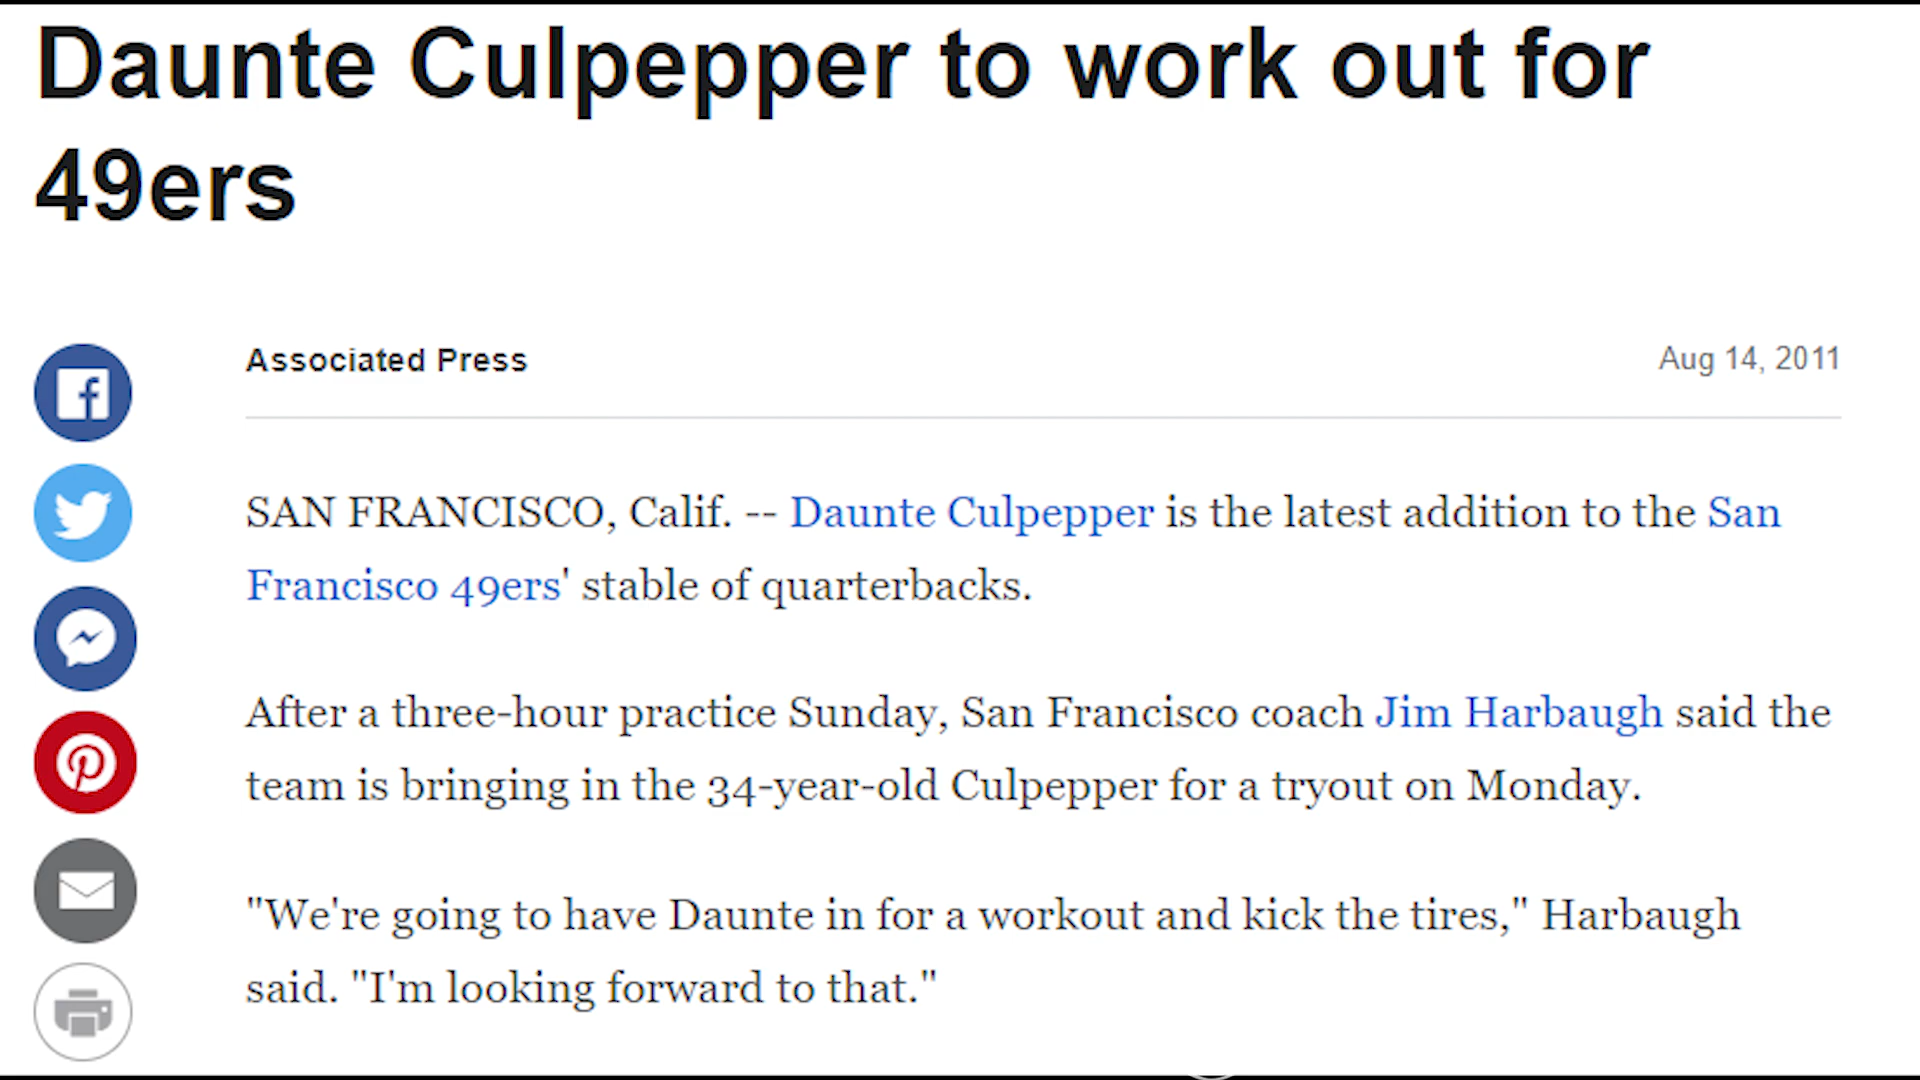 Daunte Culpepper to work out for
49ers
Associated Press
Aug 14, 2011
SAN FRANCISCO, Calif. -- Daunte Culpepper is the latest addition to the San
Francisco 49ers' stable of quarterbacks.
After a three-hour practice Sunday, San Francisco coach Jim Harbaugh said the
team is bringing in the 34-year-old Culpepper for a tryout on Monday.
"We're going to have Daunte in for a workout and kick the tires," Harbaugh
said. "I'm looking forward to that."